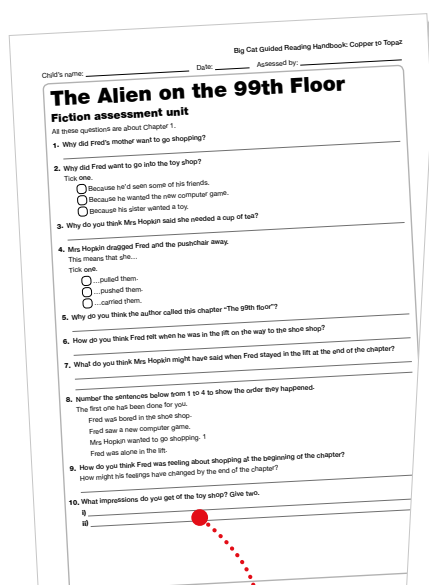 Big Cat Guided Reading Handbook: Copper to Topaz
Child's name: Date: Assessed by:
The Alien on the 99th Floor
Fiction assessment unit
All these questions are about Chapter 1.
1. Why did Fred's mother want to go shopping?
2. Why did Fred want to go into the toy shop?
Tick one.
Because he'd seen some of his friends.
Because he wanted the new computer game.
Because his sister wanted a toy.
3. Why do you think Mrs Hopkin said she needed a cup of tea?
4. Mrs Hopkin dragged Fred and the pushchair away.
This means that she...
Tick one.
...pulled them.
...pushed them.
...carried them.
5. Why do you think the author called this chapter "The 99th floor"?
6. How do you think Fred felt when he was in the lift on the way to the shoe shop?
7. What do you think Mrs Hopkin might have said when Fred stayed in the lift at the end of the chapter?
8. Number the sentences below from 1 to 4 to show the order they happened.
The first one has been done for you.
Fred was bored in the shoe shop.
Fred saw a new computer game.
Mrs Hopkin wanted to go shopping. 1
Fred was alone in the lift.
9. How do you think Fred was feeling about shopping at the beginning of the chapter?
How might his feelings have changed by the end of the chapter?
10. What impressions do you get of the toy shop? Give two.
i)
ii)